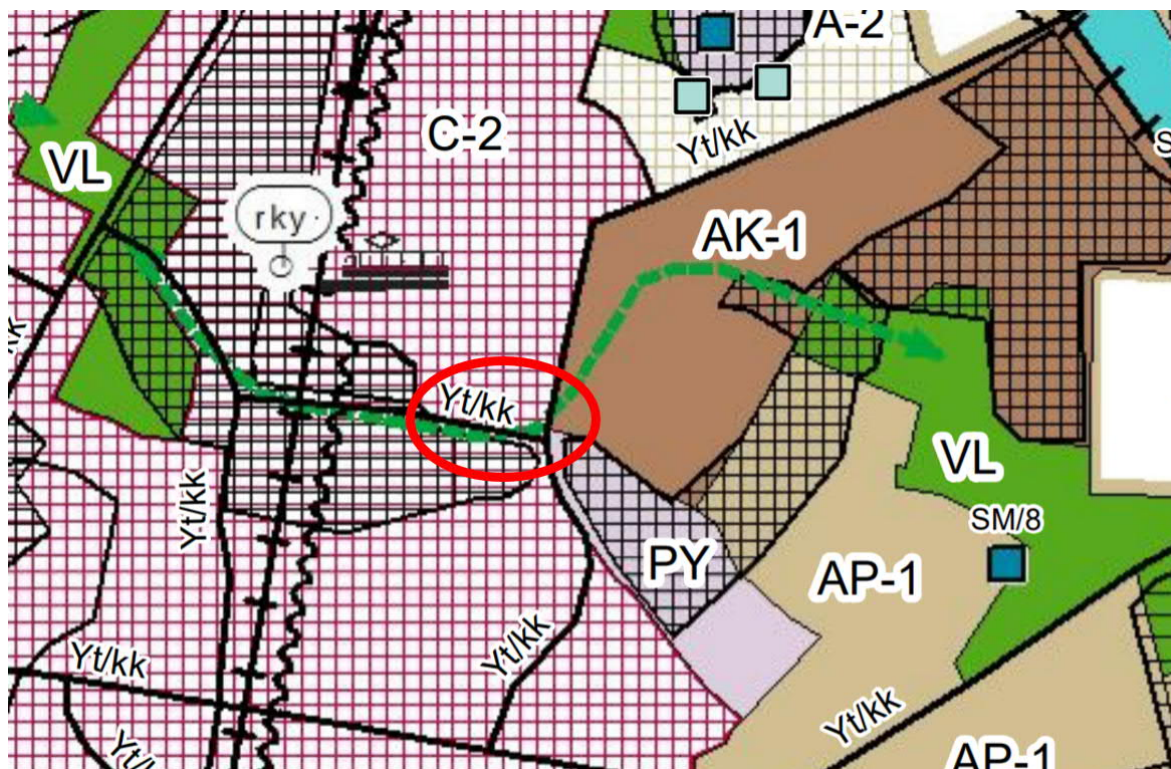 A-2
C-2
Yt/kk
VL
rky
AK-1
Yt/kk
VL
Yt/kk
SM/8
PY
AP-1
Yt/kk
Yt/kk
Yt/kk
AP-1